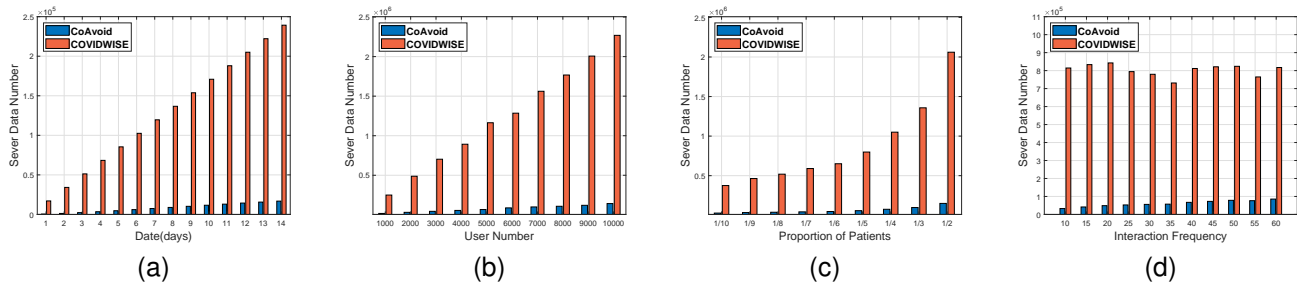 ×10^5
CoAvoid
COVIDWISE
Sever Data Number
2.5
2
1.5
1
0.5
0
1 2 3 4 5 6 7 8 9 10 11 12 13 14
Date(days)
(a)
×10^6
CoAvoid
COVIDWISE
Sever Data Number
2.5
2
1.5
1
0.5
1000 2000 3000 4000 5000 6000 7000 8000 9000 10000
User Number
(b)
×10^6
CoAvoid
COVIDWISE
Sever Data Number
2.5
2
1.5
1
0.5
1/10 1/9 1/8 1/7 1/6 1/5 1/4 1/3 1/2
Proportion of Patients
(c)
×10^5
CoAvoid
COVIDWISE
Sever Data Number
11
10
9
8
7
6
5
4
3
2
1
0
10 15 20 25 30 35 40 45 50 55 60
Interaction Frequency
(d)